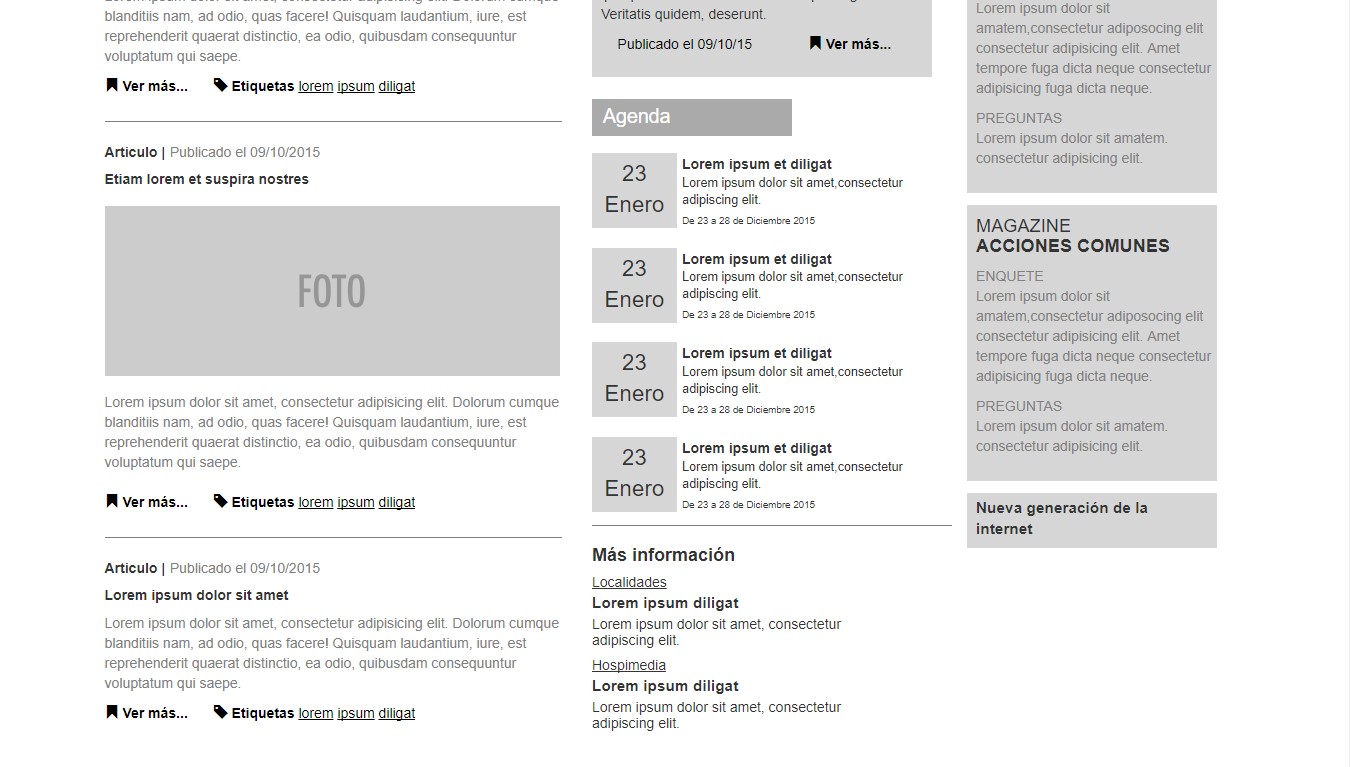 blanditiis nam, ad odio, quas facere! Quisquam laudantium, iure, est
reprehenderit quaerat distinctio, ea odio, quibusdam consequuntur
voluptatum qui saepe.
Ver más... Etiquetas lorem ipsum diligat
Articulo | Publicado el 09/10/2015
Etiam lorem et suspira nostres
FOTO
Lorem ipsum dolor sit amet, consectetur adipisicing elit. Dolorum cumque
blanditiis nam, ad odio, quas facere! Quisquam laudantium, iure, est
reprehenderit quaerat distinctio, ea odio, quibusdam consequuntur
voluptatum qui saepe.
Ver más... Etiquetas lorem ipsum diligat
Articulo | Publicado el 09/10/2015
Lorem ipsum dolor sit amet
Lorem ipsum dolor sit amet, consectetur adipisicing elit. Dolorum cumque
blanditiis nam, ad odio, quas facere! Quisquam laudantium, iure, est
reprehenderit quaerat distinctio, ea odio, quibusdam consequuntur
voluptatum qui saepe.
Ver más... Etiquetas lorem ipsum diligat
Veritatis quidem, deserunt.
Publicado el 09/10/15 Ver más...
Agenda
23
Enero
Lorem ipsum et diligat
Lorem ipsum dolor sit amet,consectetur
adipiscing elit.
De 23 a 28 de Diciembre 2015
23
Enero
Lorem ipsum et diligat
Lorem ipsum dolor sit amet,consectetur
adipiscing elit.
De 23 a 28 de Diciembre 2015
23
Enero
Lorem ipsum et diligat
Lorem ipsum dolor sit amet,consectetur
adipiscing elit.
De 23 a 28 de Diciembre 2015
23
Enero
Lorem ipsum et diligat
Lorem ipsum dolor sit amet,consectetur
adipiscing elit.
De 23 a 28 de Diciembre 2015
Más información
Localidades
Lorem ipsum diligat
Lorem ipsum dolor sit amet, consectetur
adipiscing elit.
Hospimedia
Lorem ipsum diligat
Lorem ipsum dolor sit amet, consectetur
adipiscing elit.
Lorem ipsum dolor sit
amatem,consectetur adiposocing elit
consectetur adipisicing elit. Amet
tempore fuga dicta neque consectetur
adipisicing fuga dicta neque.
PREGUNTAS
Lorem ipsum dolor sit amatem.
consectetur adipisicing elit.
MAGAZINE
ACCIONES COMUNES
ENQUETE
Lorem ipsum dolor sit
amatem,consectetur adiposocing elit
consectetur adipisicing elit. Amet
tempore fuga dicta neque consectetur
adipisicing fuga dicta neque.
PREGUNTAS
Lorem ipsum dolor sit amatem.
consectetur adipisicing elit.
Nueva generación de la
internet